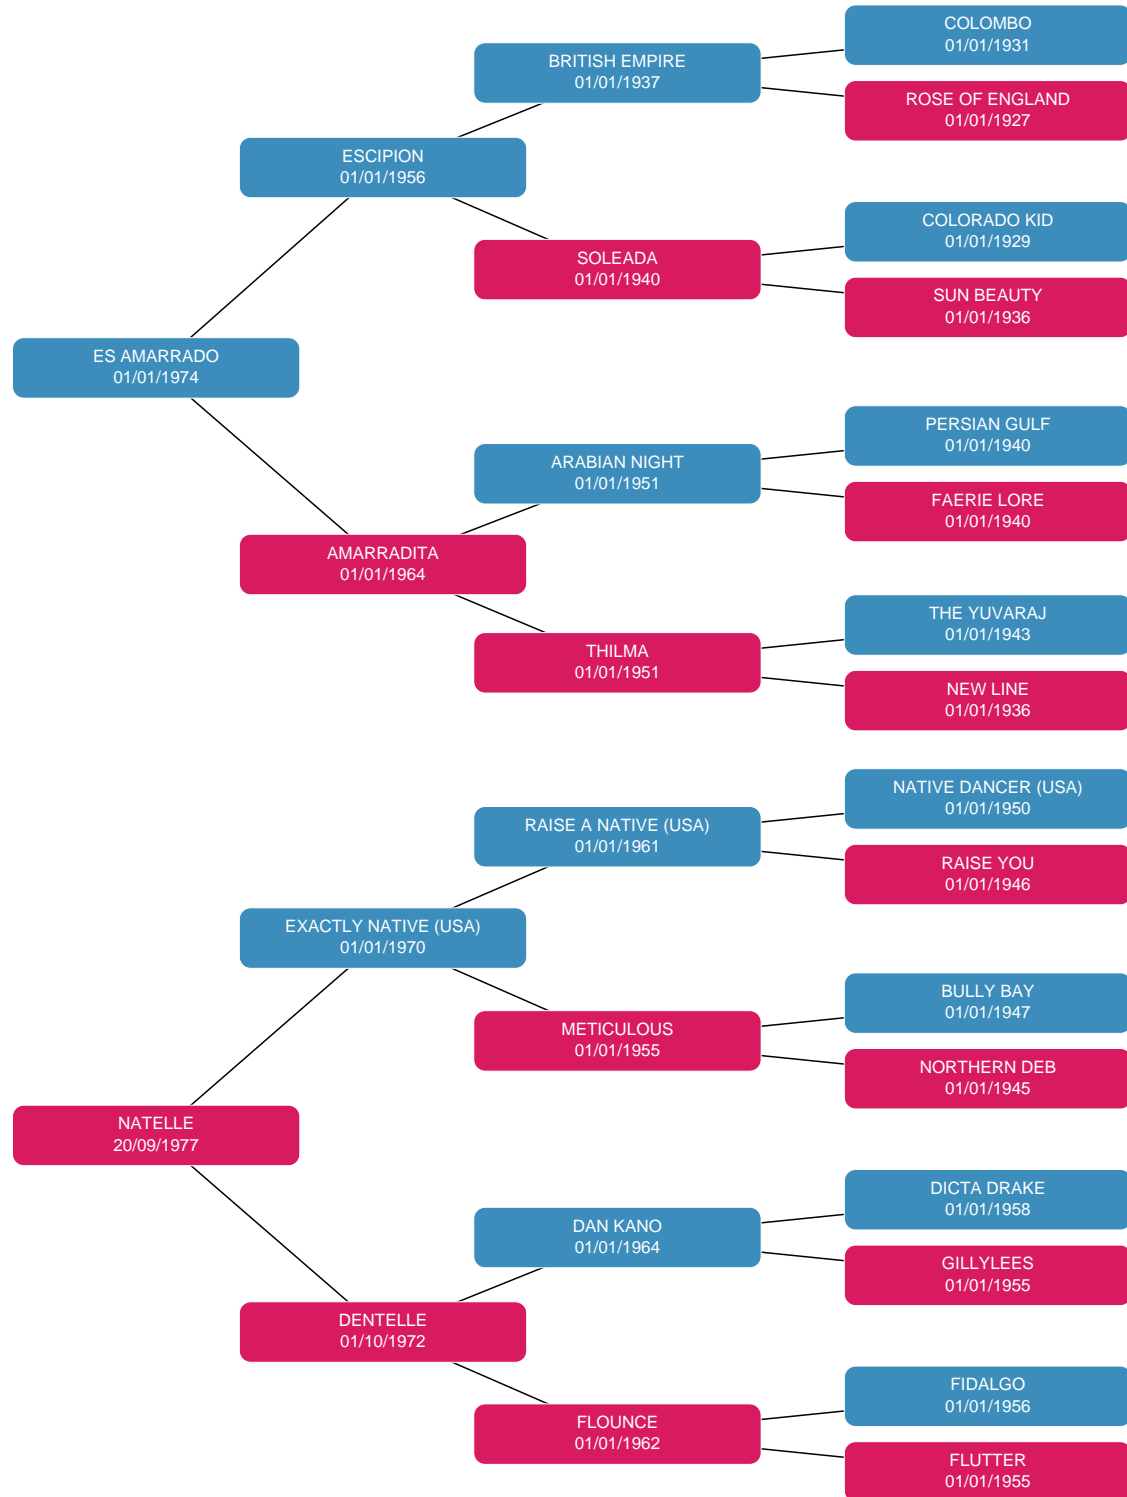 COLOMBO
01/01/1931
BRITISH EMPIRE
01/01/1937
ROSE OF ENGLAND
01/01/1927
ESCIPION
01/01/1956
COLORADO KID
01/01/1929
SOLEADA
01/01/1940
SUN BEAUTY
01/01/1936
ES AMARRADO
01/01/1974
PERSIAN GULF
01/01/1940
ARABIAN NIGHT
01/01/1951
FAERIE LORE
01/01/1940
AMARRADITA
01/01/1964
THE YUVARAJ
01/01/1943
THILMA
01/01/1951
NEW LINE
01/01/1936
NATIVE DANCER (USA)
01/01/1950
RAISE A NATIVE (USA)
01/01/1961
RAISE YOU
01/01/1946
EXACTLY NATIVE (USA)
01/01/1970
BULLY BAY
01/01/1947
METICULOUS
01/01/1955
NORTHERN DEB
01/01/1945
NATELLE
20/09/1977
DICTA DRAKE
01/01/1958
DAN KANO
01/01/1964
GILLYLEES
01/01/1955
DENTELLE
01/10/1972
FIDALGO
01/01/1956
FLOUNCE
01/01/1962
FLUTTER
01/01/1955